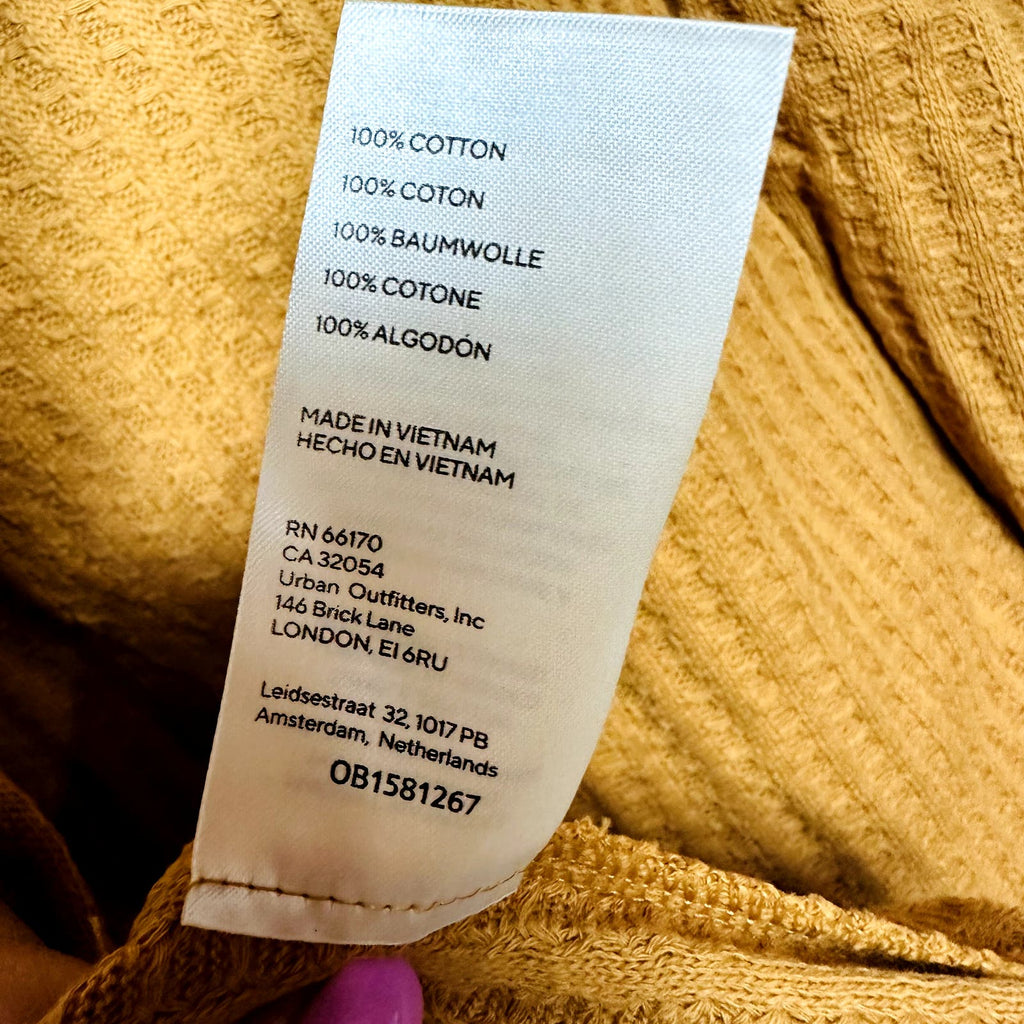 100% COTTON
100% COTON
100% BAUMWOLLE
100% COTONE
100% ALGODÓN
MADE IN VIETNAM
HECHO EN VIETNAM
RN 66170
CA 32054
Urban Outfitters, Inc
146 Brick Lane
LONDON, E1 6RU
Leidsestraat 32, 1017 PB
Amsterdam, Netherlands
OB1581267